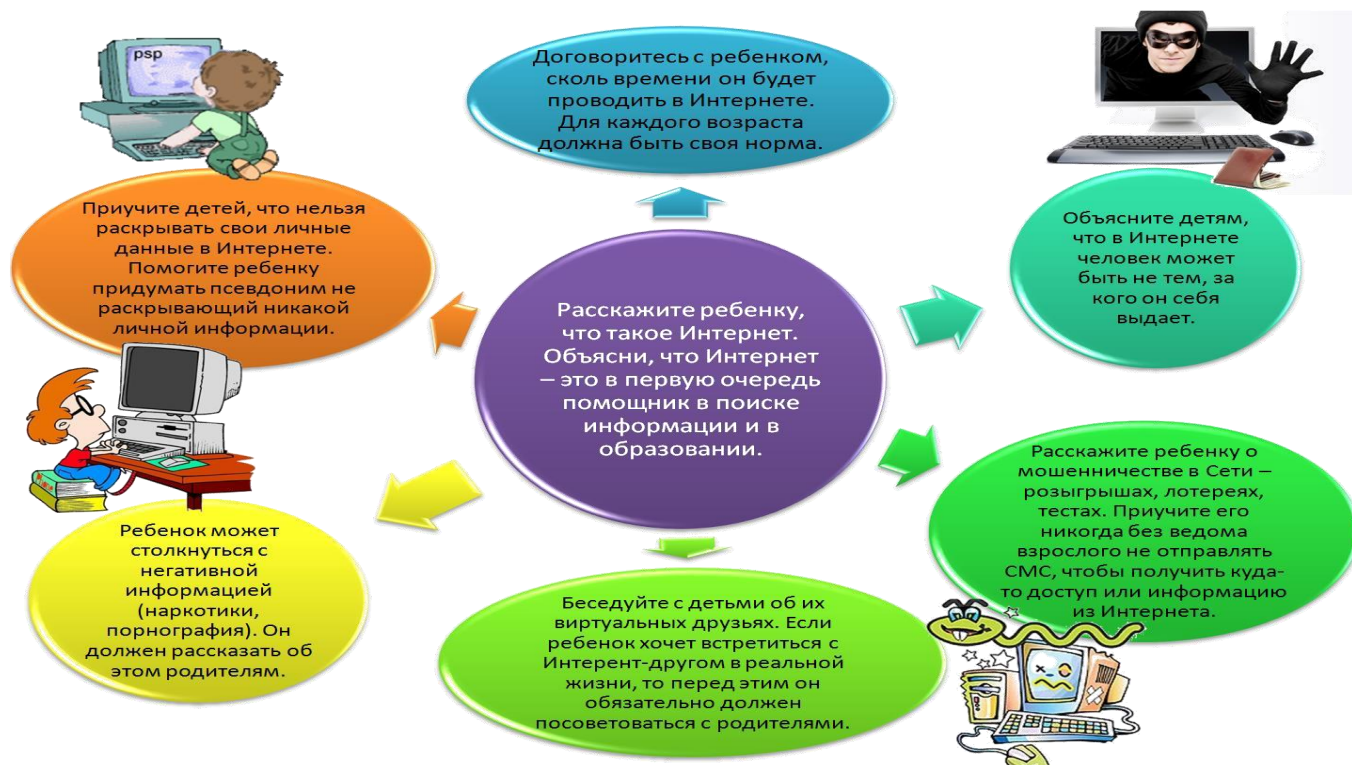 psp
Договоритесь с ребенком,
сколь времени он будет
проводить в Интернете.
Для каждого возраста
должна быть своя норма.
Приучите детей, что нельзя
раскрывать свои личные
данные в Интернете.
Помогите ребенку
придумать псевдоним не
раскрывающий никакой
личной информации.
Объясните детям,
что в Интернете
человек может
быть не тем, за
кого он себя
выдает.
Расскажите ребенку,
что такое Интернет.
Объясни, что Интернет
– это в первую очередь
помощник в поиске
информации и в
образовании.
Расскажите ребенку о
мошенничестве в Сети –
розыгрышах, лотереях,
тестах. Приучите его
никогда без ведома
взрослого не отправлять
СМС, чтобы получить куда-
то доступ или информацию
из Интернета.
Ребенок может
столкнуться с
негативной
информацией
(наркотики,
порнография). Он
должен рассказать об
этом родителям.
Беседуйте с детьми об их
виртуальных друзьях. Если
ребенок хочет встретиться с
Интерент-другом в реальной
жизни, то перед этим он
обязательно должен
посоветоваться с родителями.